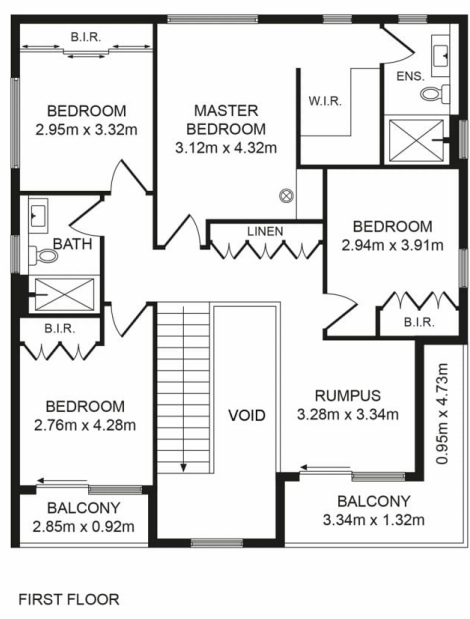 B.I.R.
BEDROOM
2.95m x 3.32m
MASTER
BEDROOM
3.12m x 4.32m
W.I.R.
ENS.
BATH
LINEN
BEDROOM
2.94m x 3.91m
B.I.R.
B.I.R.
BEDROOM
2.76m x 4.28m
VOID
RUMPUS
3.28m x 3.34m
0.95m x 4.73m
BALCONY
2.85m x 0.92m
BALCONY
3.34m x 1.32m
FIRST FLOOR